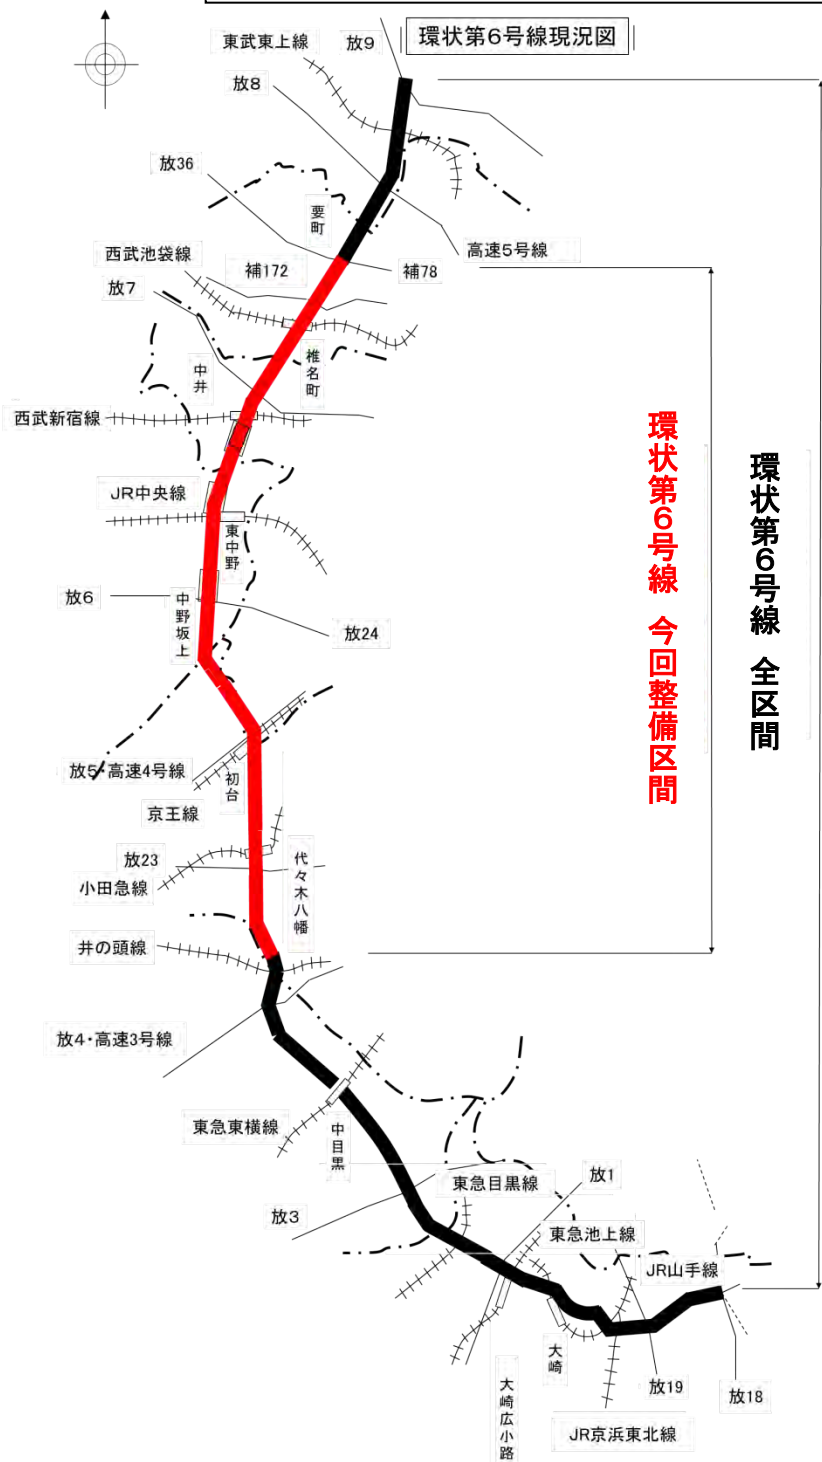 環状第6号線現況図
東武東上線
放9
放8
放36
要町
西武池袋線
補172
補78
高速5号線
放7
椎名町
中井
西武新宿線
JR中央線
東中野
放6
中野坂上
放24
放5・高速4号線
初台
京王線
放23
小田急線
代々木八幡
井の頭線
放4・高速3号線
東急東横線
中目黒
東急目黒線
放1
放3
東急池上線
JR山手線
大崎
大崎広小路
放19
放18
JR京浜東北線
環状第6号線 今回整備区間
環状第6号線 全区間